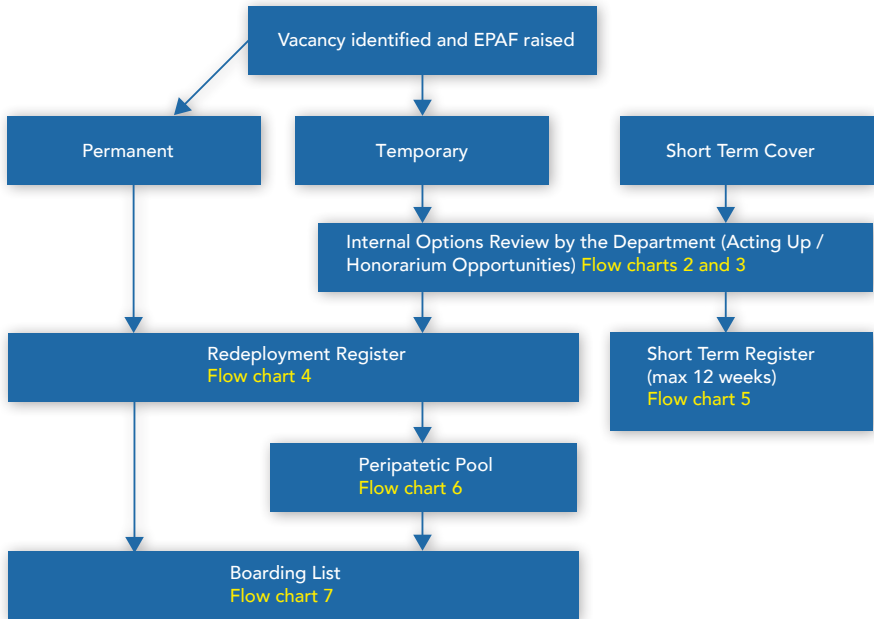 Vacancy identified and EPAF raised
Permanent
Temporary
Short Term Cover
Internal Options Review by the Department (Acting Up /
Honorarium Opportunities) Flow charts 2 and 3
Redeployment Register
Flow chart 4
Short Term Register
(max 12 weeks)
Flow chart 5
Peripatetic Pool
Flow chart 6
Boarding List
Flow chart 7